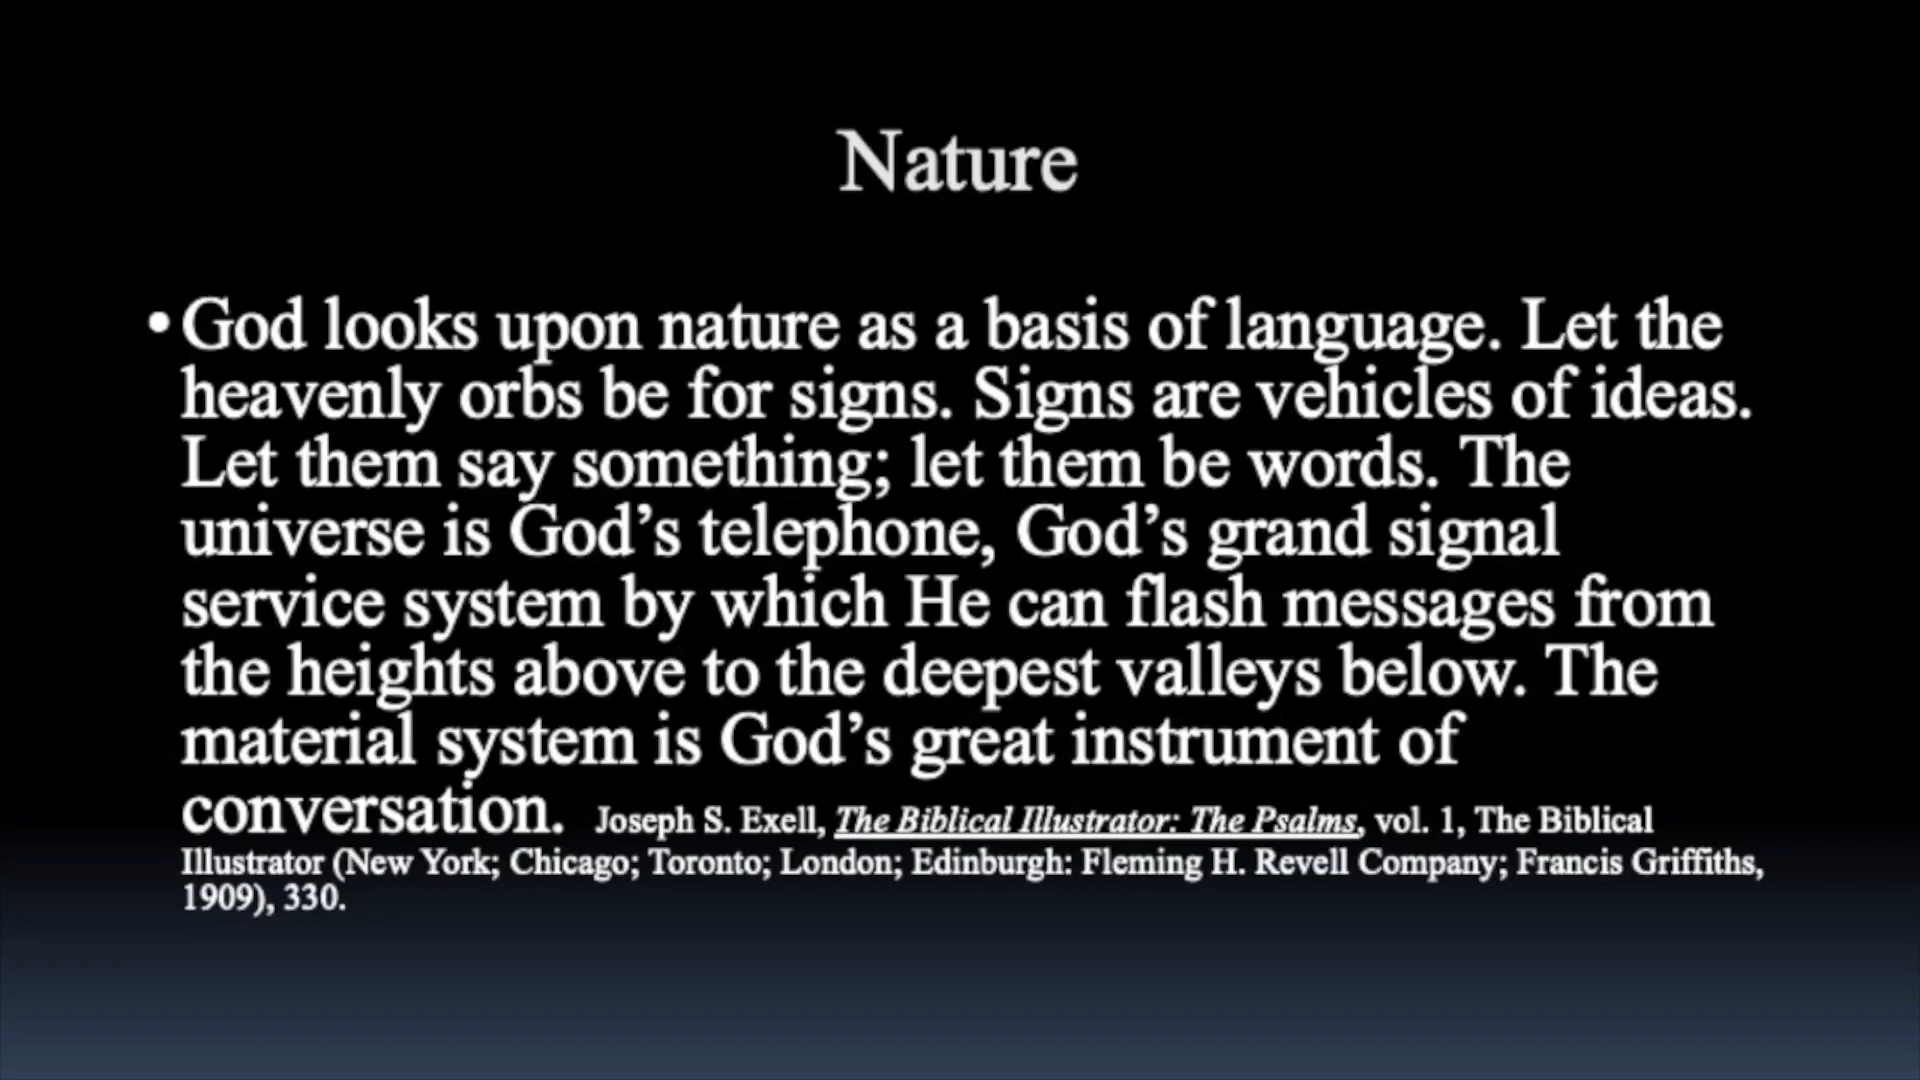 Nature
• God looks upon nature as a basis of language. Let the
heavenly orbs be for signs. Signs are vehicles of ideas.
Let them say something; let them be words. The
universe is God’s telephone, God’s grand signal
service system by which He can flash messages from
the heights above to the deepest valleys below. The
material system is God’s great instrument of
conversation. Joseph S. Exell, The Biblical Illustrator: The Psalms, vol. 1, The Biblical
Illustrator (New York; Chicago; Toronto; London; Edinburgh: Fleming H. Revell Company; Francis Griffiths,
1909), 330.